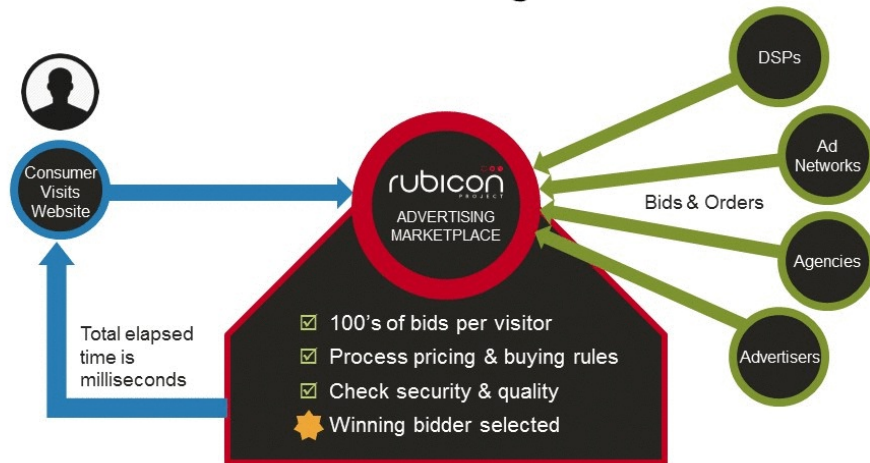 Consumer
Visits
Website
rubicon
PROJECT
ADVERTISING
MARKETPLACE
DSPs
Ad
Networks
Bids & Orders
Agencies
Advertisers
Total elapsed
time is
milliseconds
100's of bids per visitor
Process pricing & buying rules
Check security & quality
Winning bidder selected